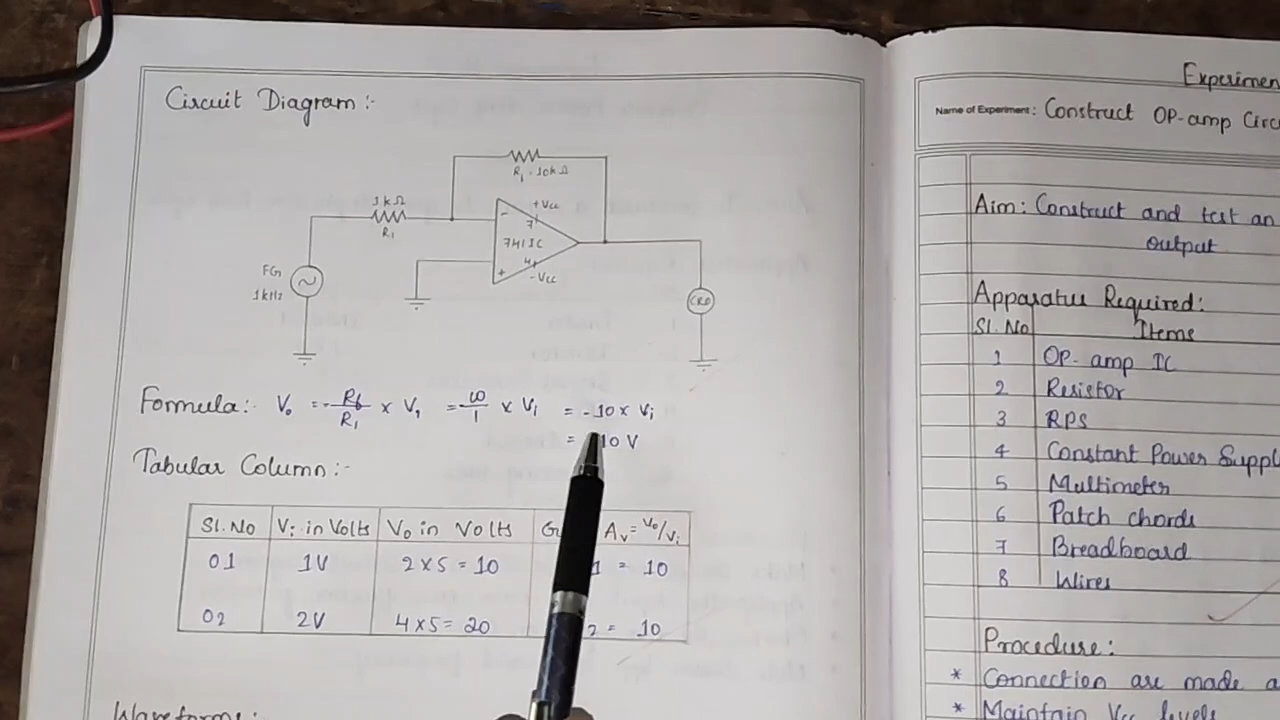 Circuit Diagram:-
R₁ - 10kΩ
1kΩ
R₁
+Vcc
-
7
741IC
4
+
-Vcc
FG
1kHz
CRO
Formula:- V₀ = -Rf/R₁ × V₁ = -10/1 × Vi = -10 × Vi
= 10 V
Tabular Column:-
Sl.No Vi in Volts V₀ in Volts Av = V₀/Vi
01 1V 2×5 = 10 1 = 10
02 2V 4×5 = 20 2 = 10
Waveforms:
Experimen
Name of Experiment: Construct OP-amp Circ
Aim: Construct and test an
output
Apparatus Required:
Sl. No Items
1 OP-amp IC
2 Resistor
3 RPS
4 Constant Power Suppl
5 Multimeter
6 Patch chords
7 Breadboard
8 Wires
Procedure:
* Connection are made a
* Maintain Vcc levels